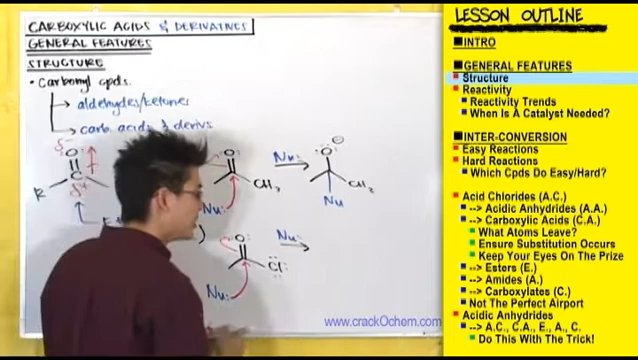 CARBOXYLIC ACIDS & DERIVATIVES
GENERAL FEATURES
STRUCTURE
• Carbonyl cpds.
→ aldehydes/ketones
→ carb acids & derivs
δ-
:O:
C
R
δ+
:O:
CH3
Nu:
Nu:
:O:
CH3
Nu
:O:
Cl:
Nu:
Nu:
www.crackOchem.com
LESSON OUTLINE
INTRO
GENERAL FEATURES
Structure
Reactivity
Reactivity Trends
When Is A Catalyst Needed?
INTER-CONVERSION
Easy Reactions
Hard Reactions
Which Cpds Do Easy/Hard?
Acid Chlorides (A.C.)
--> Acidic Anhydrides (A.A.)
--> Carboxylic Acids (C.A.)
What Atoms Leave?
Ensure Substitution Occurs
Keep Your Eyes On The Prize
--> Esters (E.)
--> Amides (A.)
--> Carboxylates (C.)
Not The Perfect Airport
Acidic Anhydrides
--> A.C., C.A., E., A., C.
Do This With The Trick!